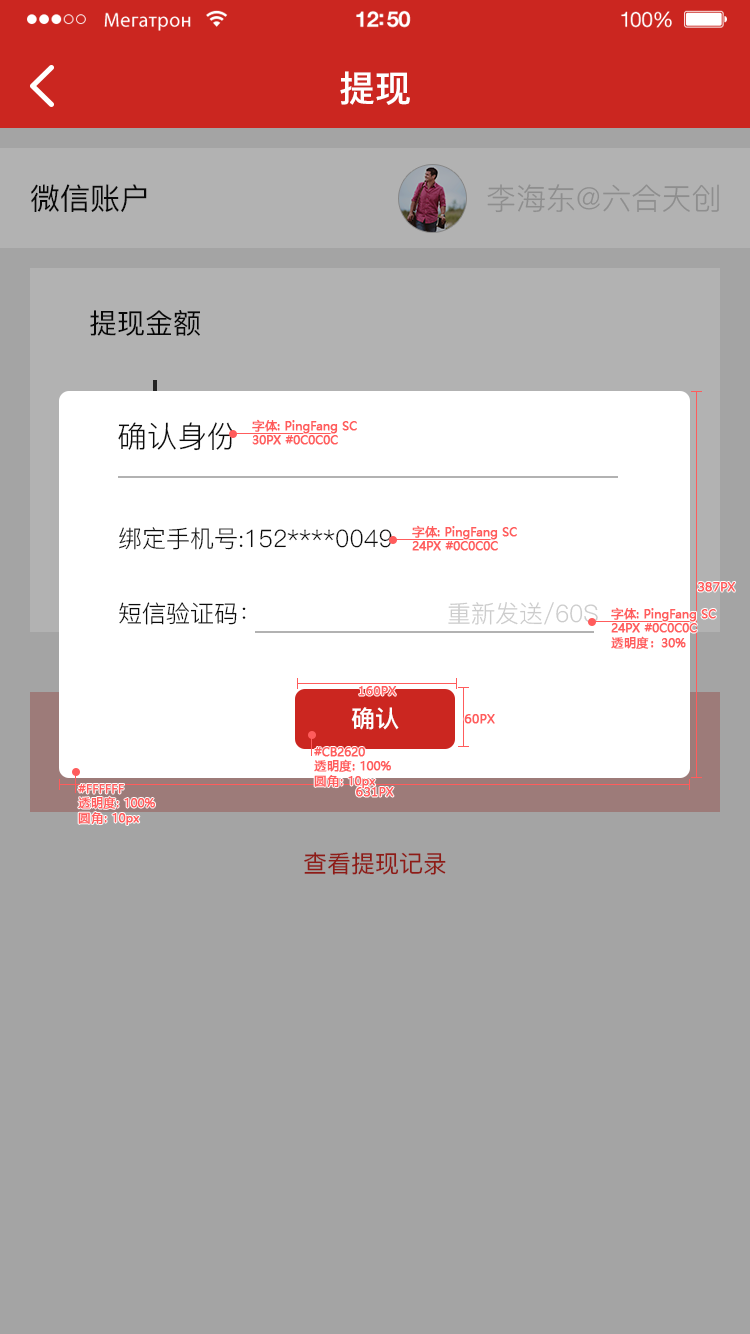 Мегатрон 12:50 100%
提现
微信账户 李海东@六合天创
提现金额
确认身份
字体: PingFang SC
30PX #0C0C0C
绑定手机号:152****0049
字体: PingFang SC
24PX #0C0C0C
387PX
短信验证码: 重新发送/60S
字体: PingFang SC
24PX #0C0C0C
透明度: 30%
160PX
确认
60PX
#CB2620
透明度: 100%
圆角: 10px
631PX
#FFFFFF
透明度: 100%
圆角: 10px
查看提现记录